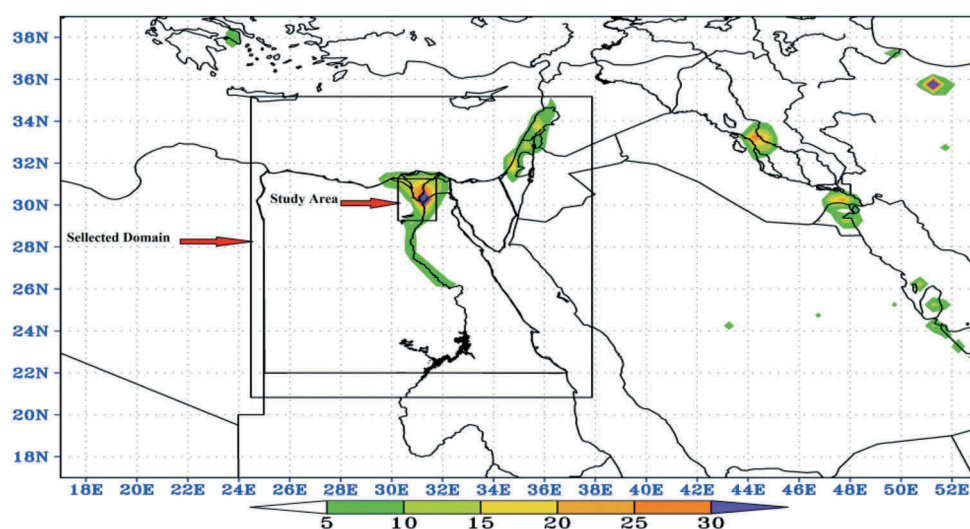 38N
36N
34N
32N
Study Area
30N
Sellected Domain
28N
26N
24N
22N
20N
18N
18E 20E 22E 24E 26E 28E 30E 32E 34E 36E 38E 40E 42E 44E 46E 48E 50E 52E
5 10 15 20 25 30